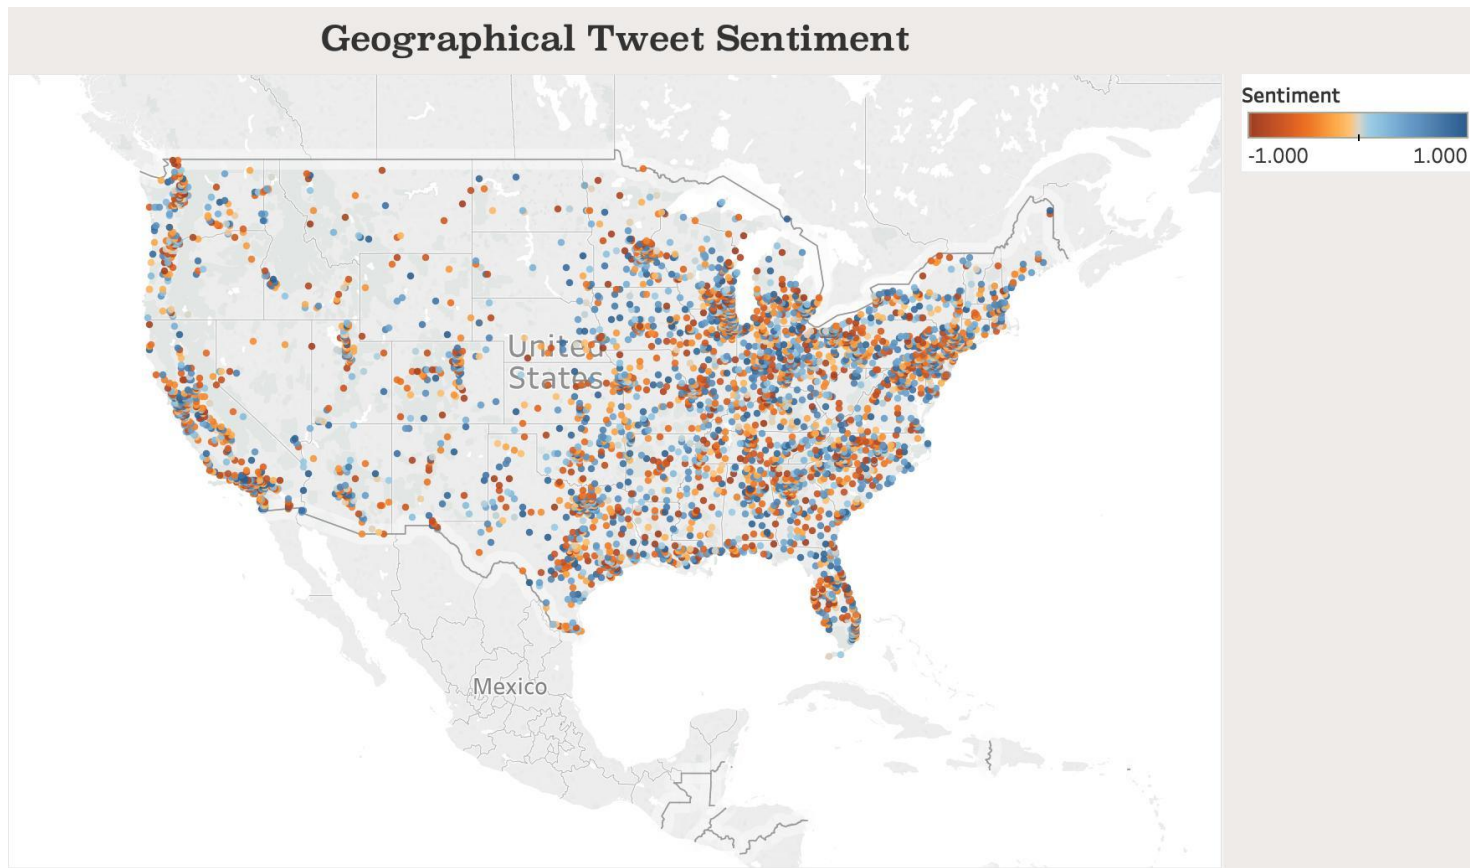 Geographical Tweet Sentiment
Sentiment
-1.000 1.000
United
States
Mexico